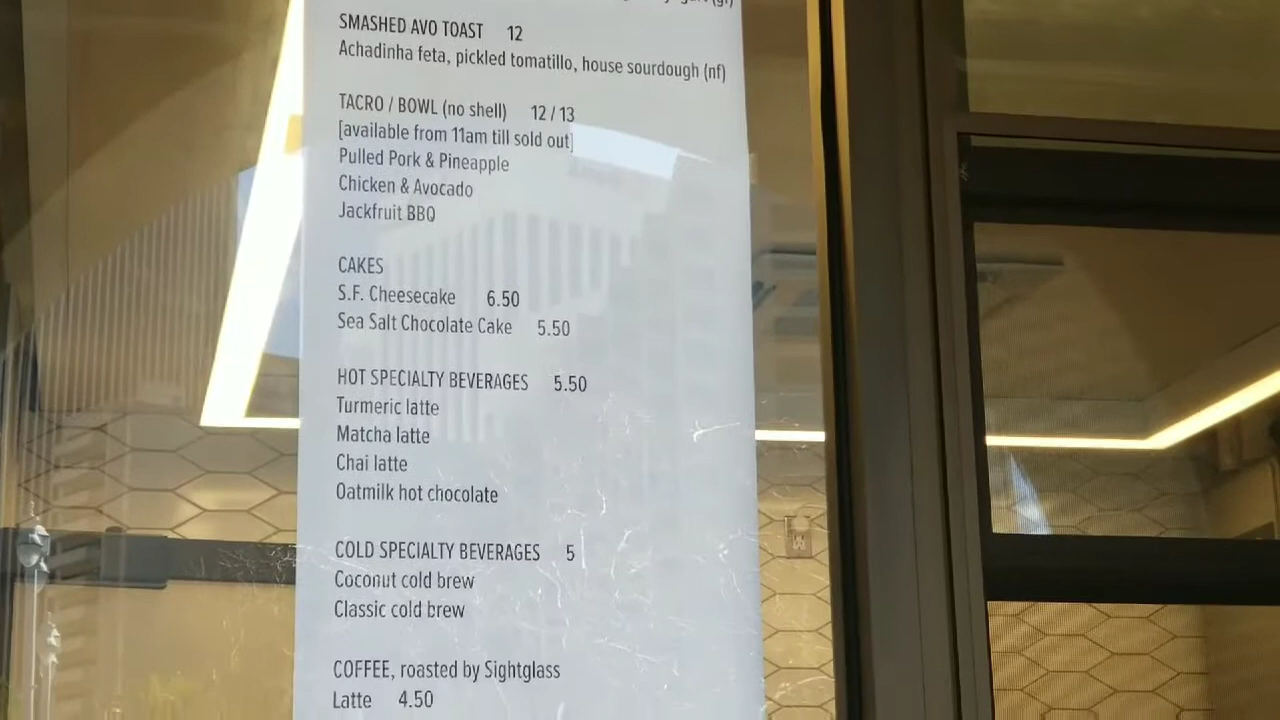 SMASHED AVO TOAST 12
Achadinha feta, pickled tomatillo, house sourdough (nf)
TACRO / BOWL (no shell) 12 / 13
[available from 11am till sold out]
Pulled Pork & Pineapple
Chicken & Avocado
Jackfruit BBQ
CAKES
S.F. Cheesecake 6.50
Sea Salt Chocolate Cake 5.50
HOT SPECIALTY BEVERAGES 5.50
Turmeric latte
Matcha latte
Chai latte
Oatmilk hot chocolate
COLD SPECIALTY BEVERAGES 5
Coconut cold brew
Classic cold brew
COFFEE, roasted by Sightglass
Latte 4.50